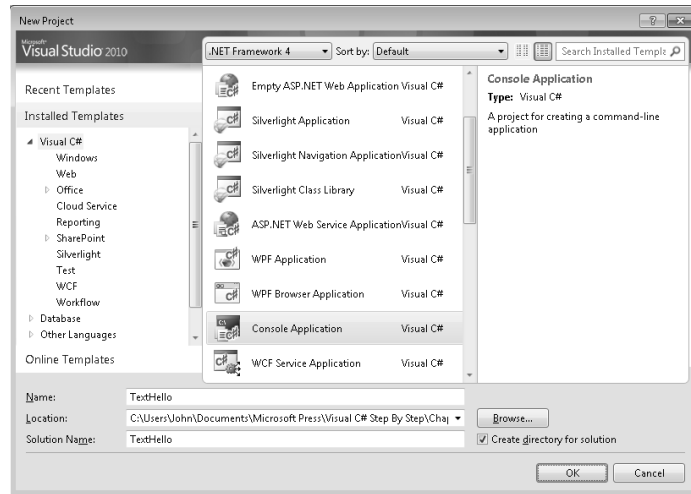 New Project
Microsoft
Visual Studio 2010
.NET Framework 4 Sort by: Default Search Installed Templa
Recent Templates
Installed Templates
Visual C#
Windows
Web
Office
Cloud Service
Reporting
SharePoint
Silverlight
Test
WCF
Workflow
Database
Other Languages
Online Templates
Empty ASP.NET Web Application Visual C#
Silverlight Application Visual C#
Silverlight Navigation Application Visual C#
Silverlight Class Library Visual C#
ASP.NET Web Service Application Visual C#
WPF Application Visual C#
WPF Browser Application Visual C#
Console Application Visual C#
WCF Service Application Visual C#
Console Application
Type: Visual C#
A project for creating a command-line
application
Name: TextHello
Location: C:\Users\John\Documents\Microsoft Press\Visual C# Step By Step\Chap Browse...
Solution Name: TextHello Create directory for solution
OK Cancel